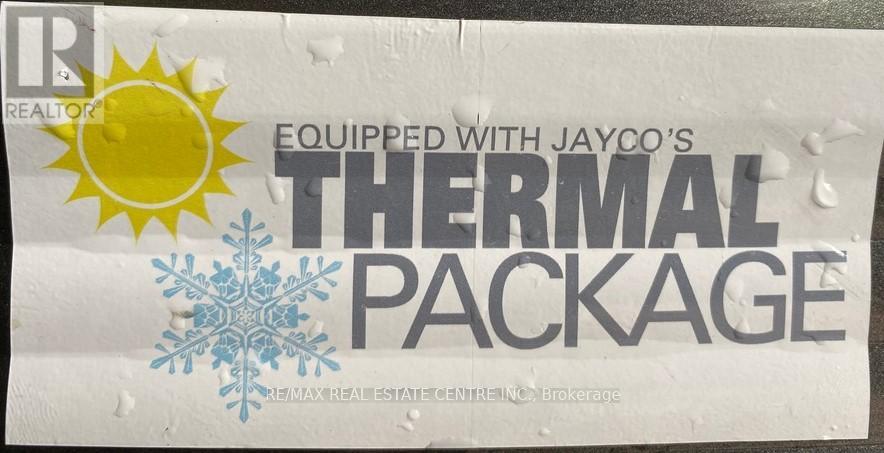 R
REALTOR®
EQUIPPED WITH JAYCO'S
THERMAL
PACKAGE
RE/MAX REAL ESTATE CENTRE INC., Brokerage